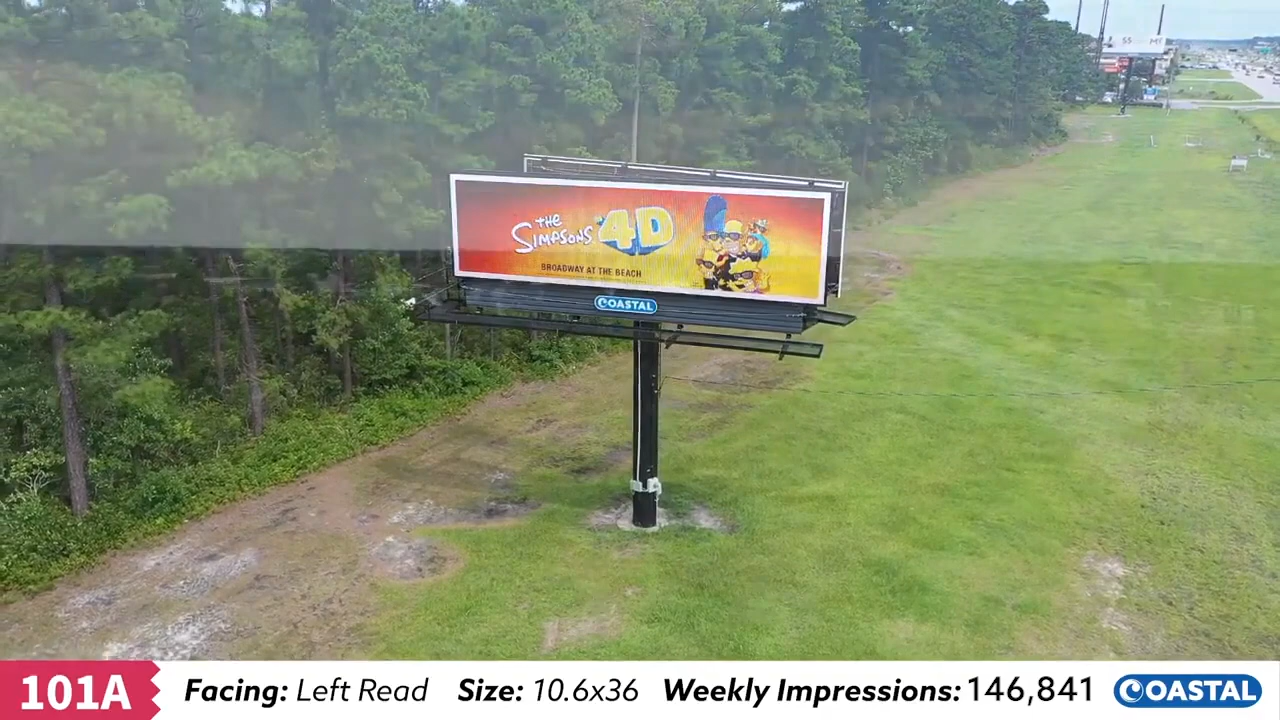 THE
SIMPSONS 4D
BROADWAY AT THE BEACH
COASTAL
101A Facing: Left Read Size: 10.6x36 Weekly Impressions: 146,841 COASTAL